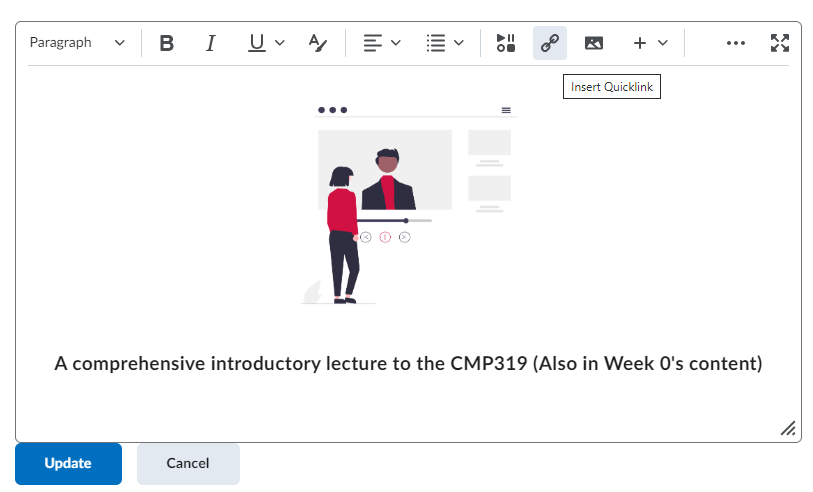 Paragraph B I U A
Insert Quicklink
A comprehensive introductory lecture to the CMP319 (Also in Week 0's content)
Update Cancel